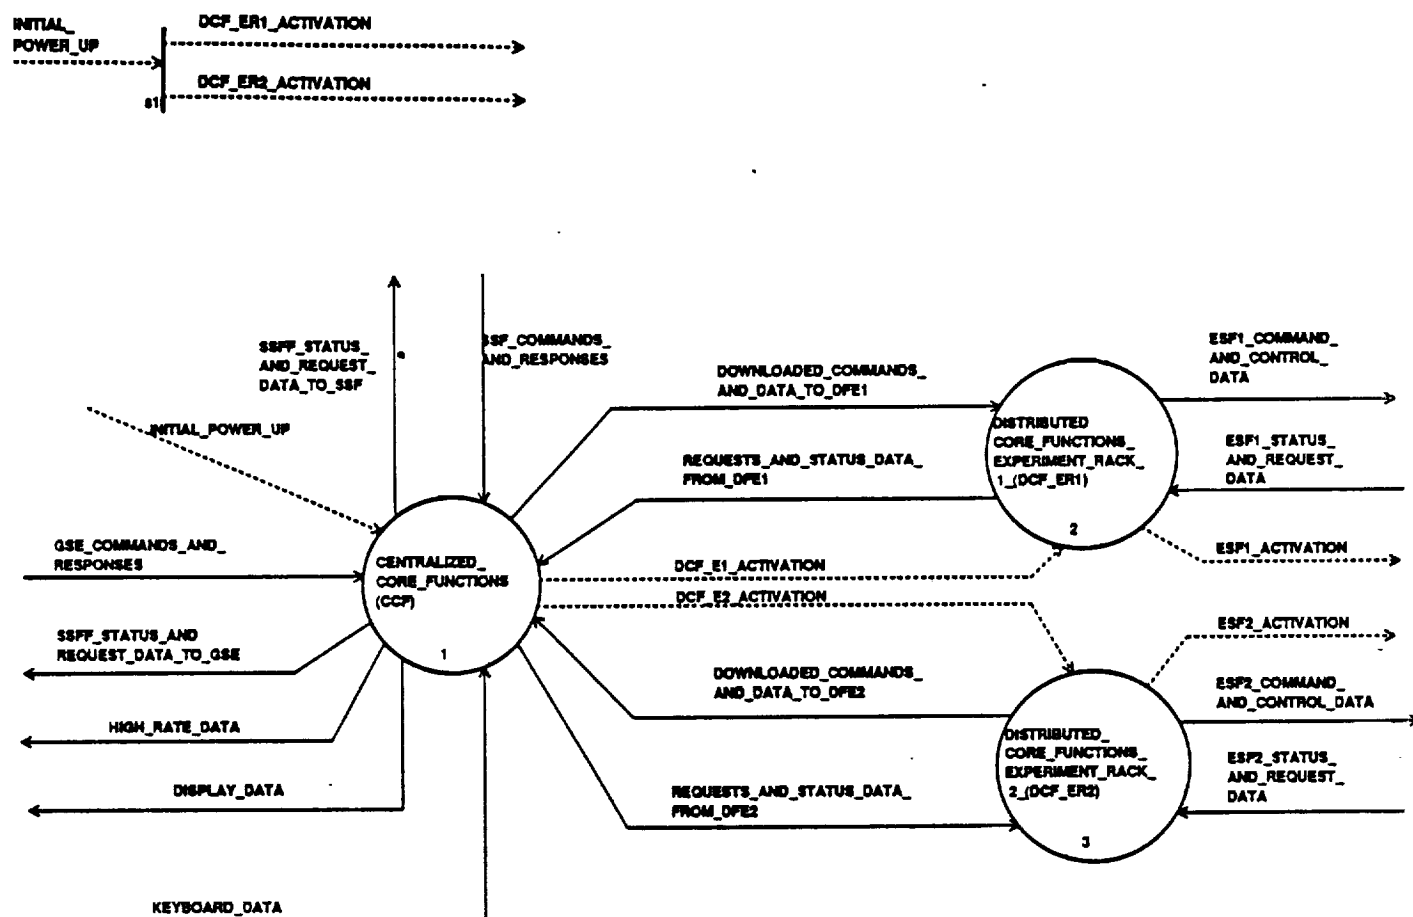 INITIAL_
POWER_UP
DCF_ER1_ACTIVATION
DCF_ER2_ACTIVATION
s1
SSFF_STATUS_
AND_REQUEST_
DATA_TO_SSF
SSF_COMMANDS_
AND_RESPONSES
INITIAL_POWER_UP
DOWNLOADED_COMMANDS_
AND_DATA_TO_DFE1
ESF1_COMMAND_
AND_CONTROL_
DATA
REQUESTS_AND_STATUS_DATA_
FROM_DFE1
DISTRIBUTED
CORE_FUNCTIONS_
EXPERIMENT_RACK_
1_(DCF_ER1)
2
ESF1_STATUS_
AND_REQUEST_
DATA
GSE_COMMANDS_AND_
RESPONSES
CENTRALIZED_
CORE_FUNCTIONS
(CCF)
1
DCF_E1_ACTIVATION
DCF_E2_ACTIVATION
ESF1_ACTIVATION
ESF2_ACTIVATION
SSFF_STATUS_AND
REQUEST_DATA_TO_GSE
DOWNLOADED_COMMANDS_
AND_DATA_TO_DFE2
ESF2_COMMAND_
AND_CONTROL_DATA
HIGH_RATE_DATA
DISTRIBUTED_
CORE_FUNCTIONS_
EXPERIMENT_RACK_
2_(DCF_ER2)
3
ESF2_STATUS_
AND_REQUEST_
DATA
DISPLAY_DATA
REQUESTS_AND_STATUS_DATA_
FROM_DFE2
KEYBOARD_DATA